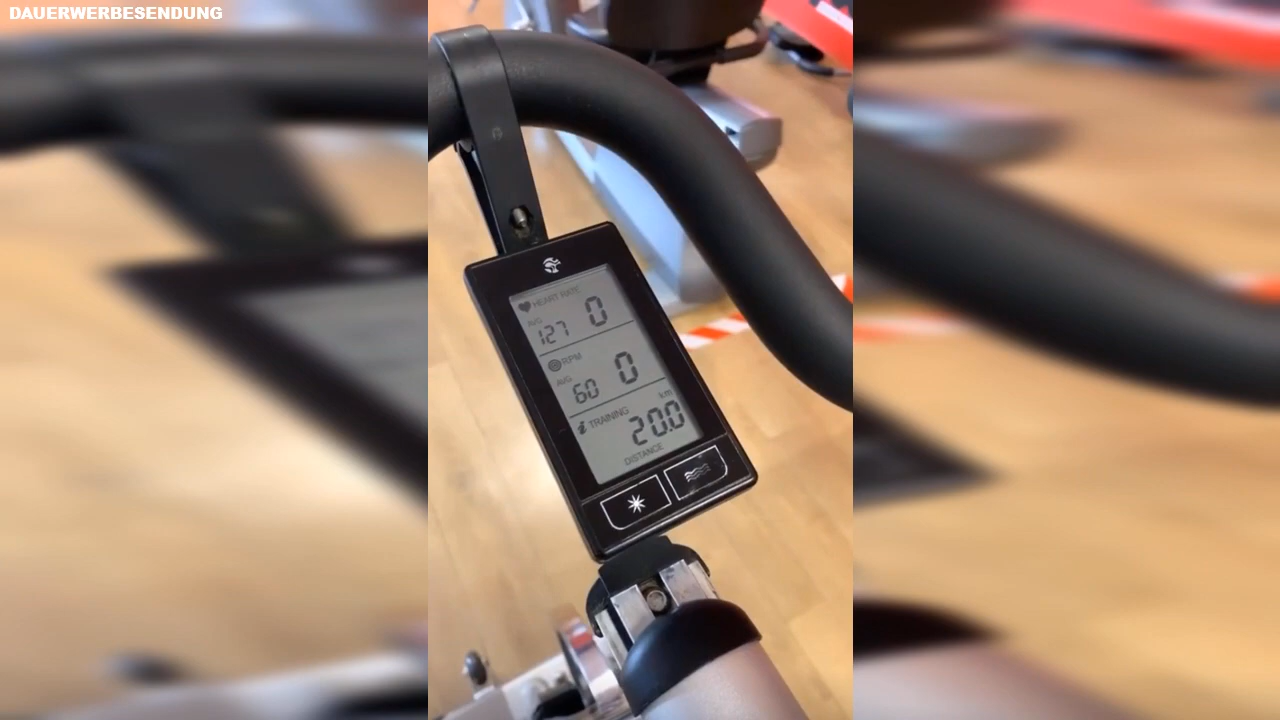 DAUERWERBESENDUNG
HEART RATE
AVG
127 0
RPM
AVG
60 0
km
TRAINING
20.0
DISTANCE